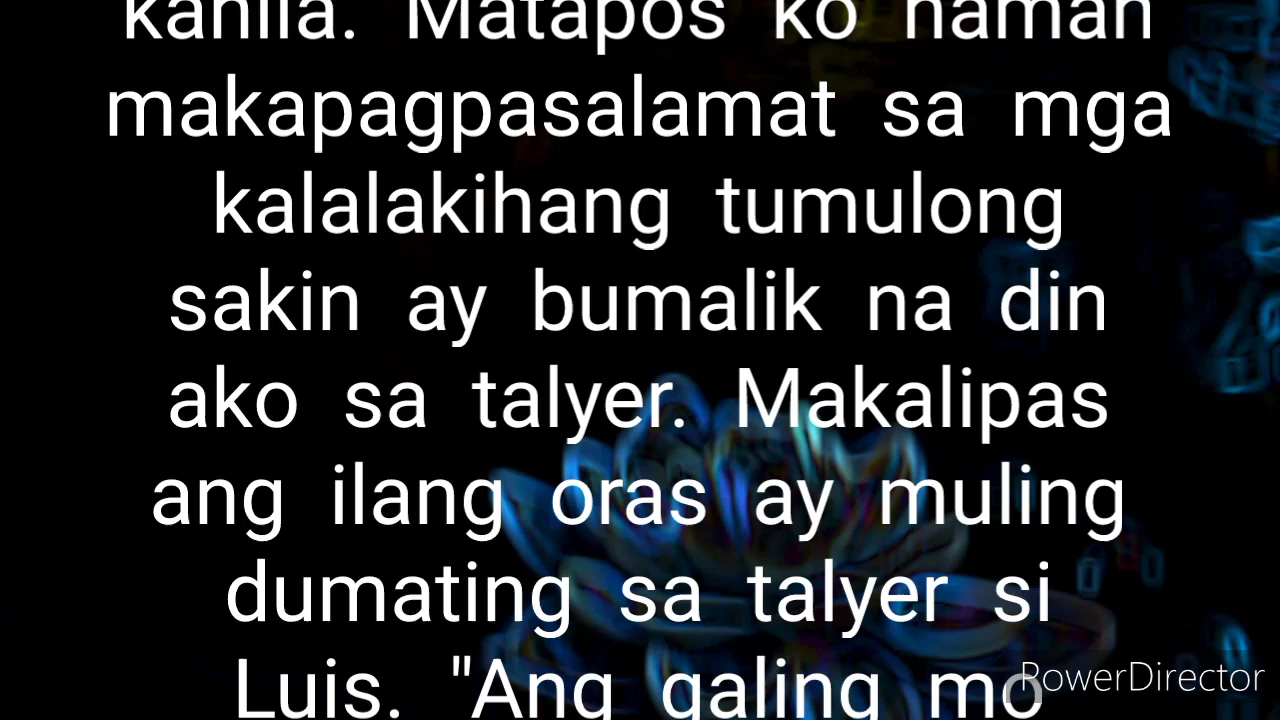 kanila. Matapos ko naman
makapagpasalamat sa mga
kalalakihang tumulong
sakin ay bumalik na din
ako sa talyer. Makalipas
ang ilang oras ay muling
dumating sa talyer si
Luis. "Ang galing mo
PowerDirector